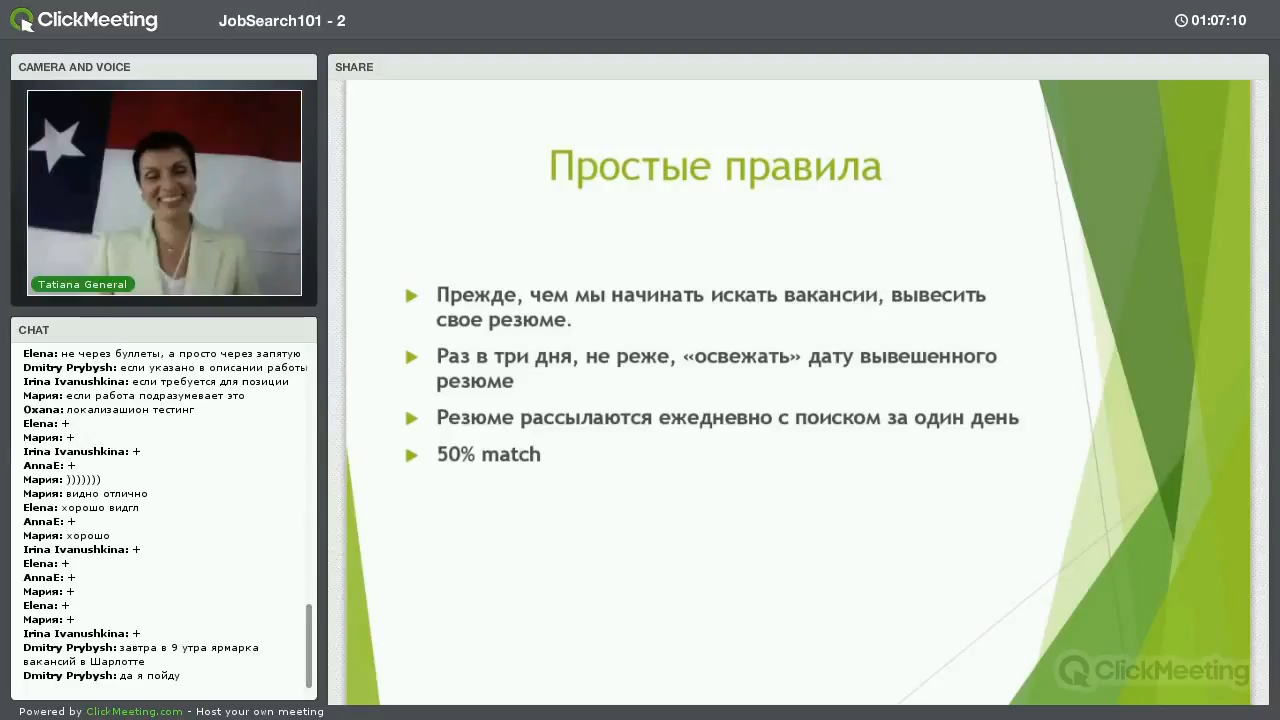 ClickMeeting
JobSearch101 - 2
01:07:10
CAMERA AND VOICE
Tatiana General
CHAT
Elena: не через буллеты, а просто через запятую
Dmitry Prybysh: если указано в описании работы
Irina Ivanushkina: если требуется для позиции
Мария: если работа подразумевает это
Oxana: локализашион тестинг
Elena: +
Мария: +
Irina Ivanushkina: +
AnnaE: +
Мария: )))))))
Мария: видно отлично
Elena: хорошо видгл
AnnaE: +
Мария: хорошо
Irina Ivanushkina: +
Elena: +
AnnaE: +
Мария: +
Elena: +
Мария: +
Irina Ivanushkina: +
Dmitry Prybysh: завтра в 9 утра ярмарка
вакансий в Шарлотте
Dmitry Prybysh: да я пойду
SHARE
Простые правила
Прежде, чем мы начинать искать вакансии, вывесить
свое резюме.
Раз в три дня, не реже, «освежать» дату вывешенного
резюме
Резюме рассылаются ежедневно с поиском за один день
50% match
ClickMeeting
Powered by ClickMeeting.com - Host your own meeting